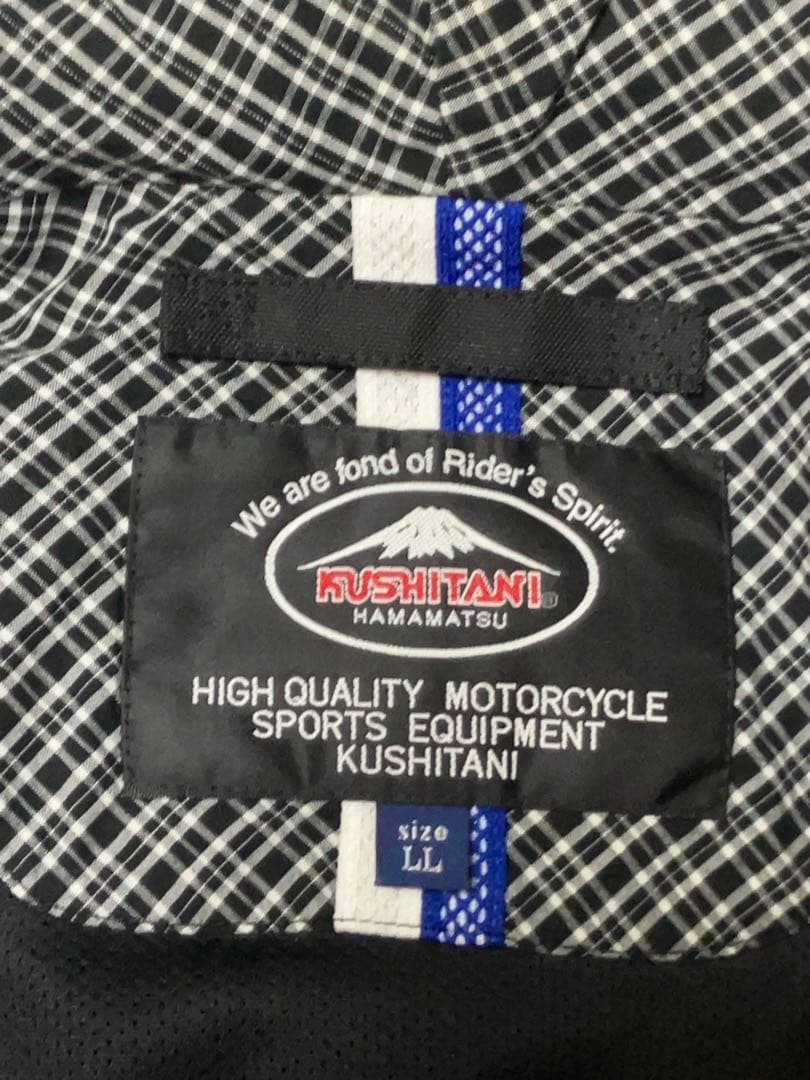 We are fond of Rider's Spirit.
KUSHITANI®
HAMAMATSU
HIGH QUALITY MOTORCYCLE
SPORTS EQUIPMENT
KUSHITANI
size
LL